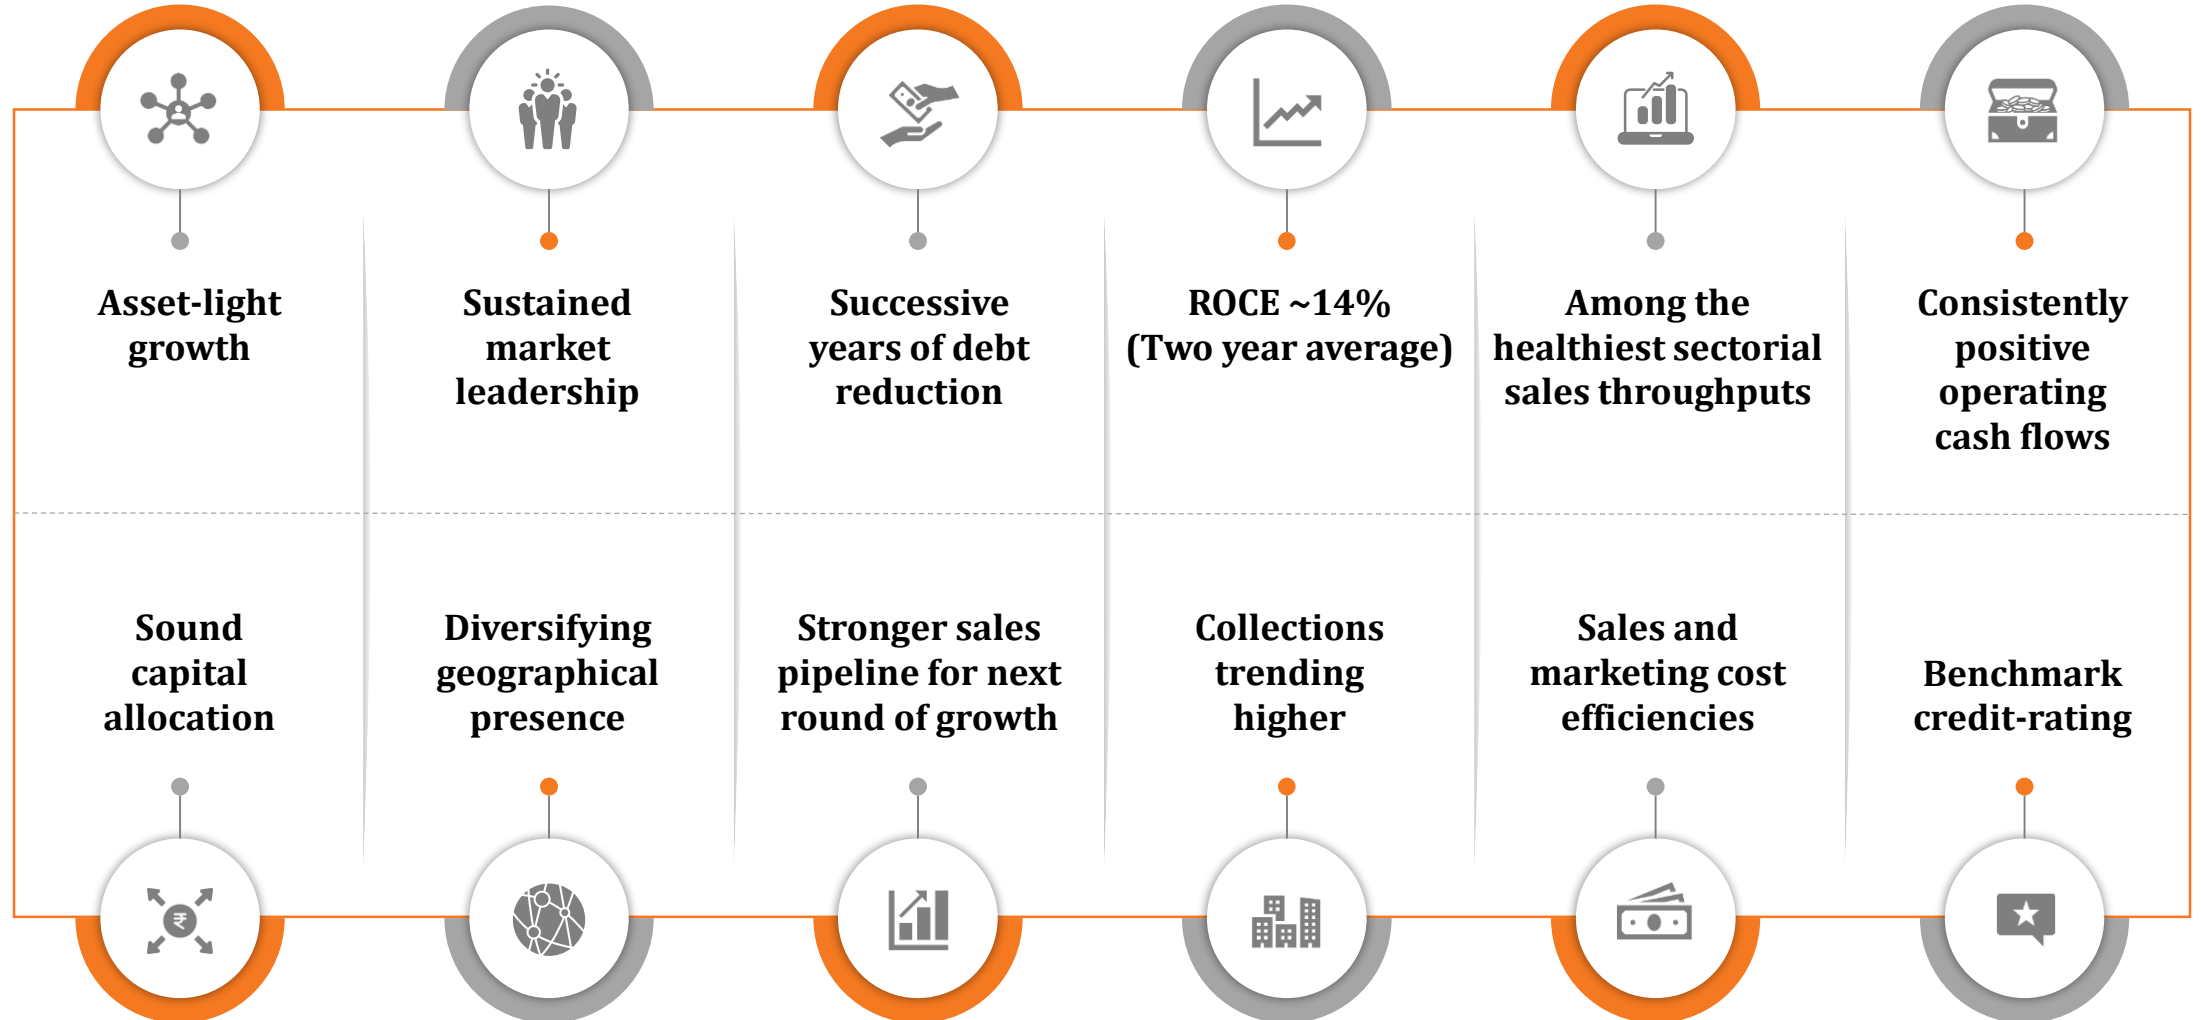 Asset-light
growth
Sustained
market
leadership
Successive
years of debt
reduction
ROCE ~14%
(Two year average)
Among the
healthiest sectorial
sales throughputs
Consistently
positive
operating
cash flows
Sound
capital
allocation
Diversifying
geographical
presence
Stronger sales
pipeline for next
round of growth
Collections
trending
higher
Sales and
marketing cost
efficiencies
Benchmark
credit-rating
₹